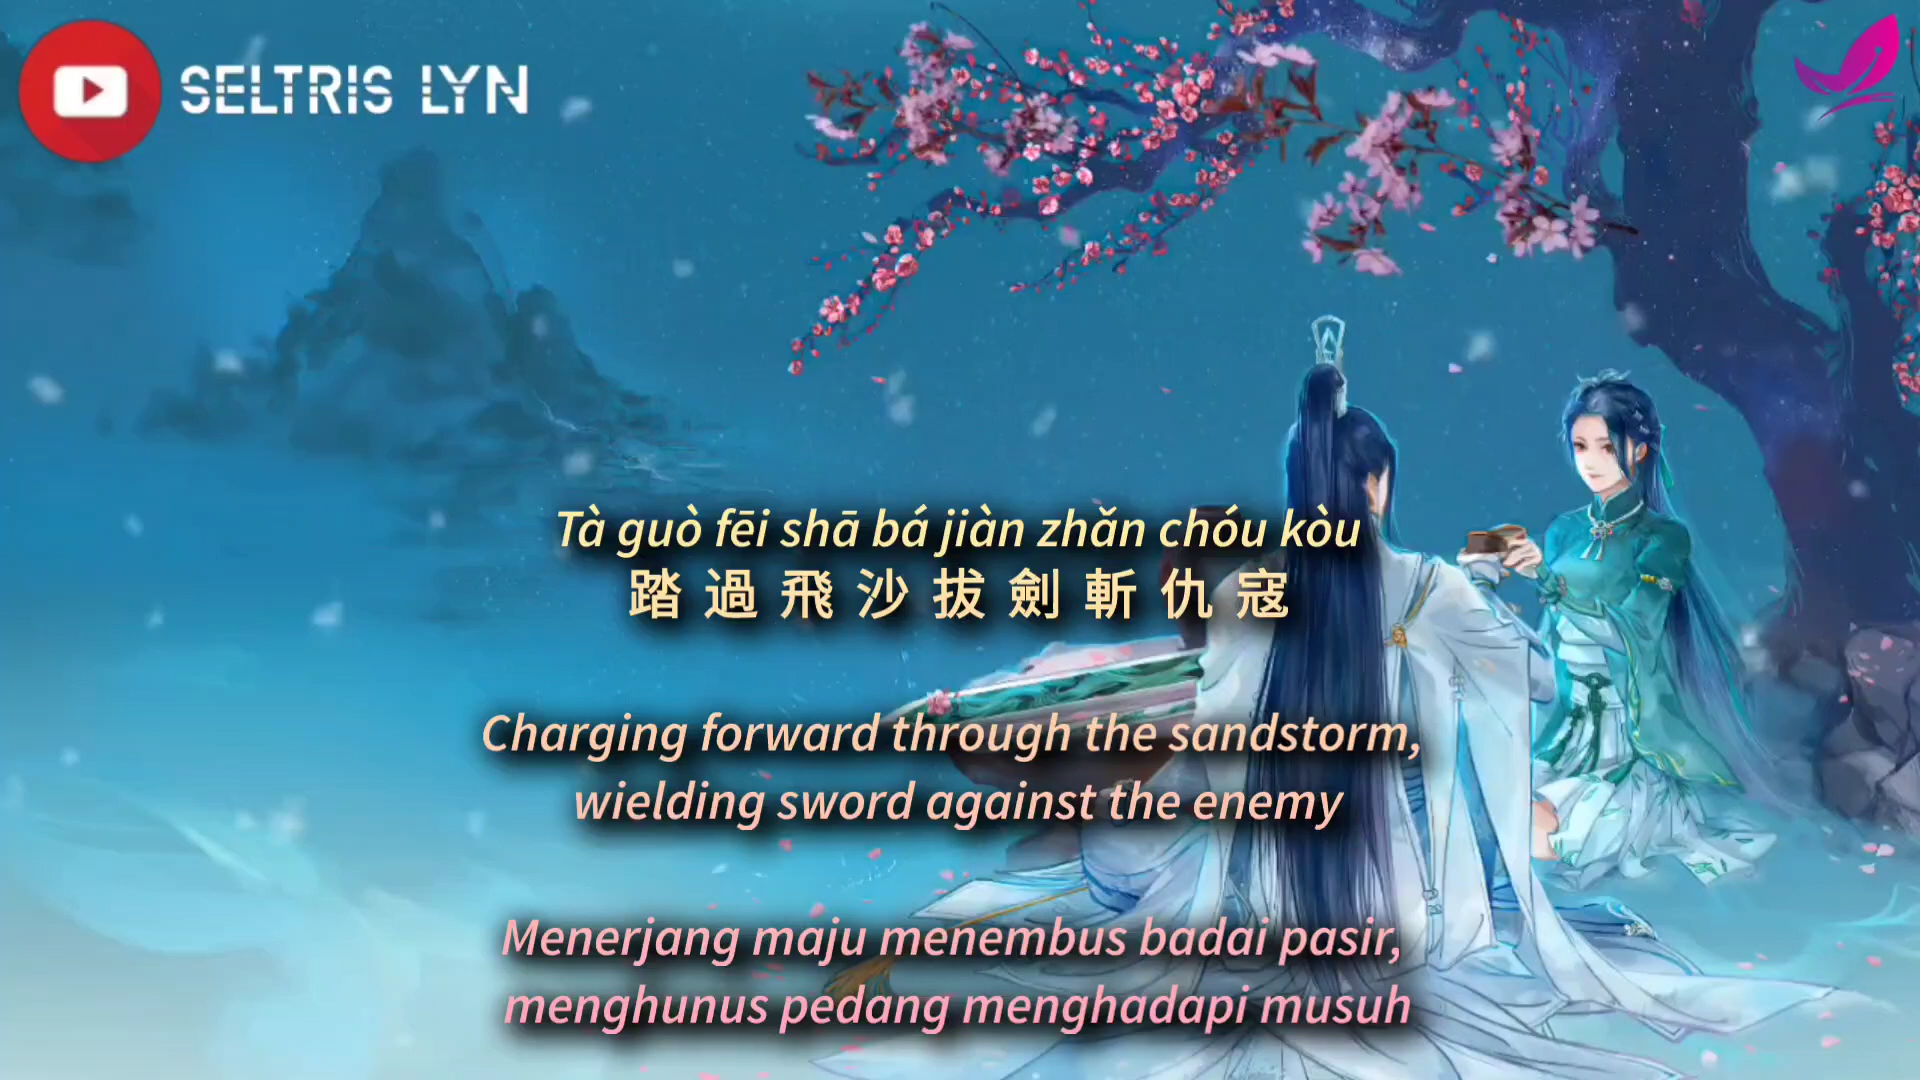 SELTRIS LYN
Tà guò fēi shā bá jiàn zhǎn chóu kòu
踏過飛沙拔劍斬仇寇
Charging forward through the sandstorm,
wielding sword against the enemy
Menerjang maju menembus badai pasir,
menghunus pedang menghadapi musuh